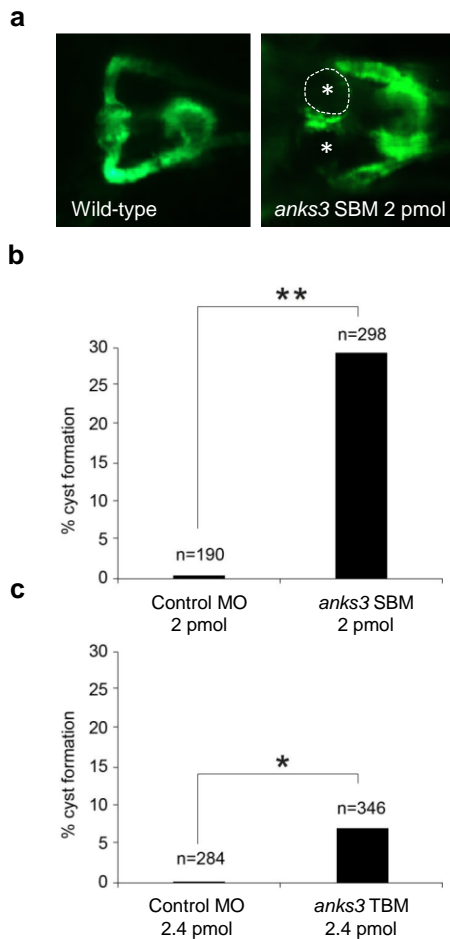 a
*
*
Wild-type
anks3 SBM 2 pmol
b
**
n=298
30
25
20
15
10
5
0
% cyst formation
n=190
Control MO
2 pmol
anks3 SBM
2 pmol
c
30
25
20
15
10
5
0
% cyst formation
*
n=346
n=284
Control MO
2.4 pmol
anks3 TBM
2.4 pmol